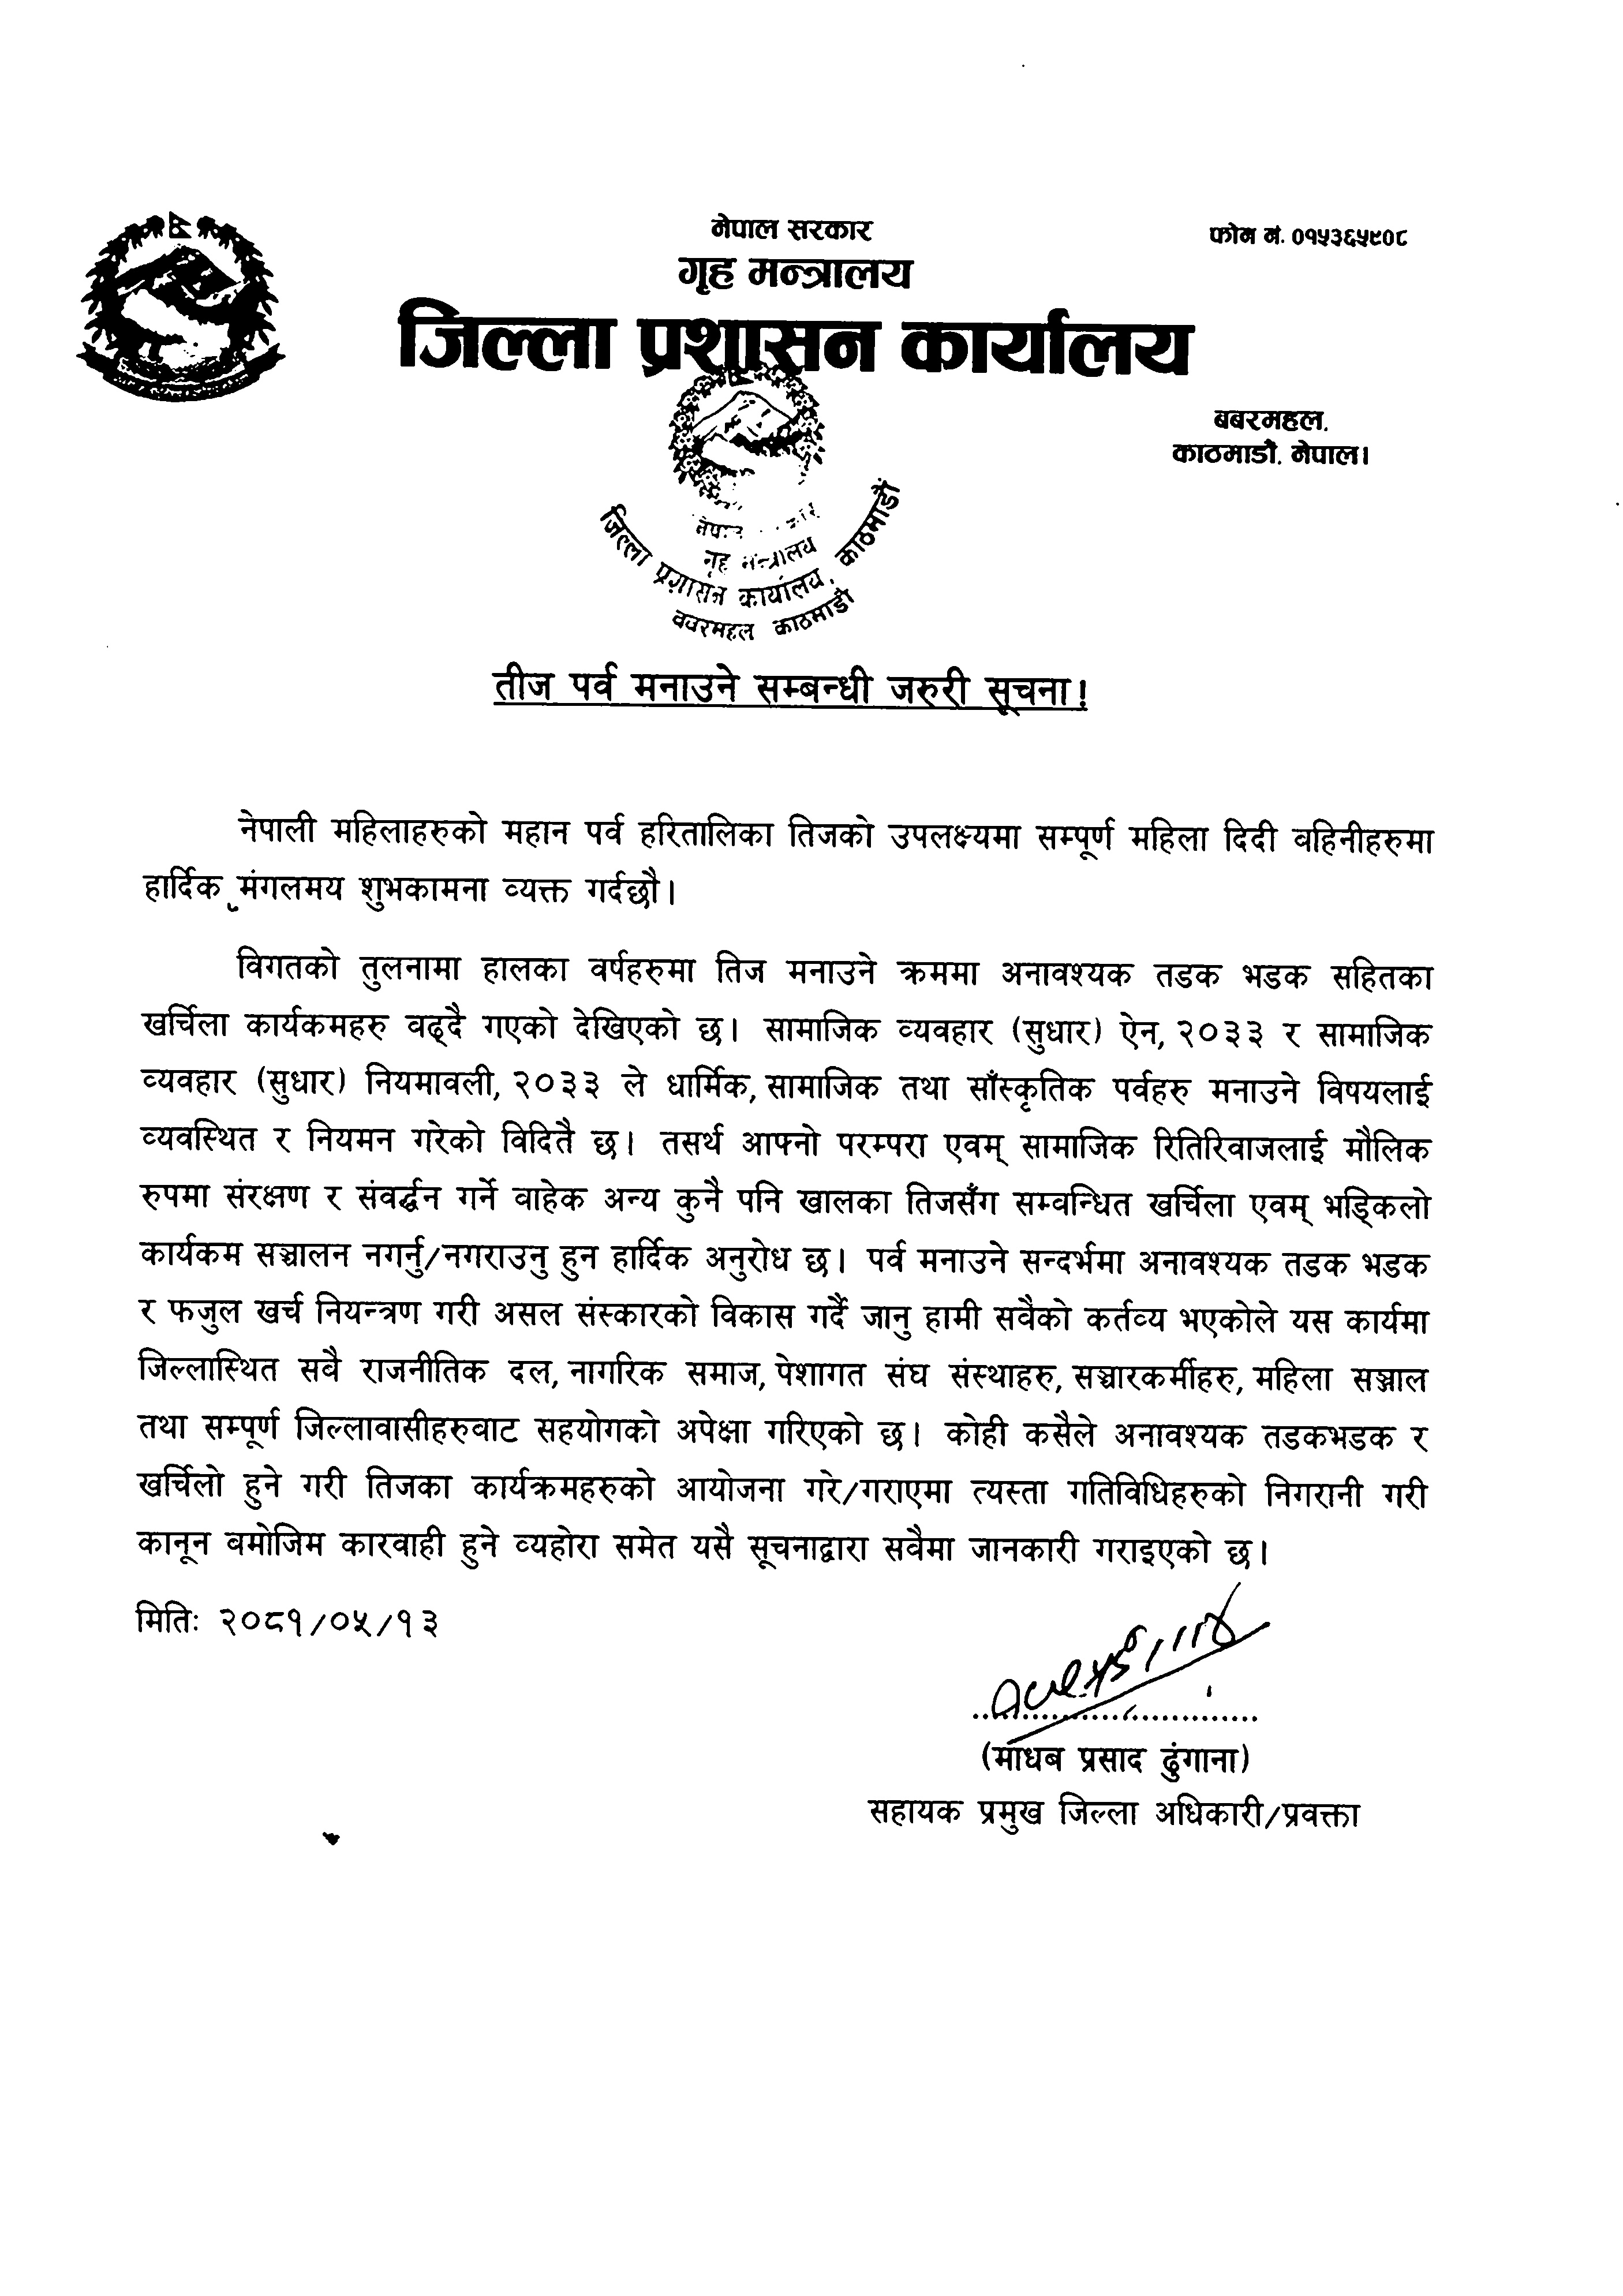 नेपाल सरकार
गृह मन्त्रालय
फोन नं. ०१५३६५९०८
जिल्ला प्रशासन कार्यालय
बबरमहल,
काठमाडौं, नेपाल।
गृह मन्त्रालय
जिल्ला प्रशासन कार्यालय, काठमाडौं
बबरमहल काठमाडौं
तीज पर्व मनाउने सम्बन्धी जरुरी सूचना!
नेपाली महिलाहरुको महान पर्व हरितालिका तिजको उपलक्ष्यमा सम्पूर्ण महिला दिदी वहिनीहरुमा
हार्दिक मंगलमय शुभकामना व्यक्त गर्दछौ।
विगतको तुलनामा हालका वर्षहरुमा तिज मनाउने क्रममा अनावश्यक तडक भडक सहितका
खर्चिला कार्यकमहरु वढ्दै गएको देखिएको छ। सामाजिक व्यवहार (सुधार) ऐन, २०३३ र सामाजिक
व्यवहार (सुधार) नियमावली, २०३३ ले धार्मिक, सामाजिक तथा साँस्कृतिक पर्वहरु मनाउने विषयलाई
व्यवस्थित र नियमन गरेको विदितै छ। तसर्थ आफ्नो परम्परा एवम् सामाजिक रितिरिवाजलाई मौलिक
रुपमा संरक्षण र संवर्द्धन गर्ने वाहेक अन्य कुनै पनि खालका तिजसँग सम्वन्धित खर्चिला एवम् भड्किलो
कार्यकम सञ्चालन नगर्नु/नगराउनु हुन हार्दिक अनुरोध छ। पर्व मनाउने सन्दर्भमा अनावश्यक तडक भडक
र फजुल खर्च नियन्त्रण गरी असल संस्कारको विकास गर्दै जानु हामी सवैको कर्तव्य भएकोले यस कार्यमा
जिल्लास्थित सबै राजनीतिक दल, नागरिक समाज, पेशागत संघ संस्थाहरु, सञ्चारकर्मीहरु, महिला सञ्जाल
तथा सम्पूर्ण जिल्लावासीहरुवाट सहयोगको अपेक्षा गरिएको छ। कोही कसैले अनावश्यक तडकभडक र
खर्चिलो हुने गरी तिजका कार्यक्रमहरुको आयोजना गरे/गराएमा त्यस्ता गतिविधिहरुको निगरानी गरी
कानून बमोजिम कारवाही हुने व्यहोरा समेत यसै सूचनाद्वारा सवैमा जानकारी गराइएको छ।
मितिः २०८१/०५/१३
(माधब प्रसाद ढुंगाना)
सहायक प्रमुख जिल्ला अधिकारी/प्रवक्ता